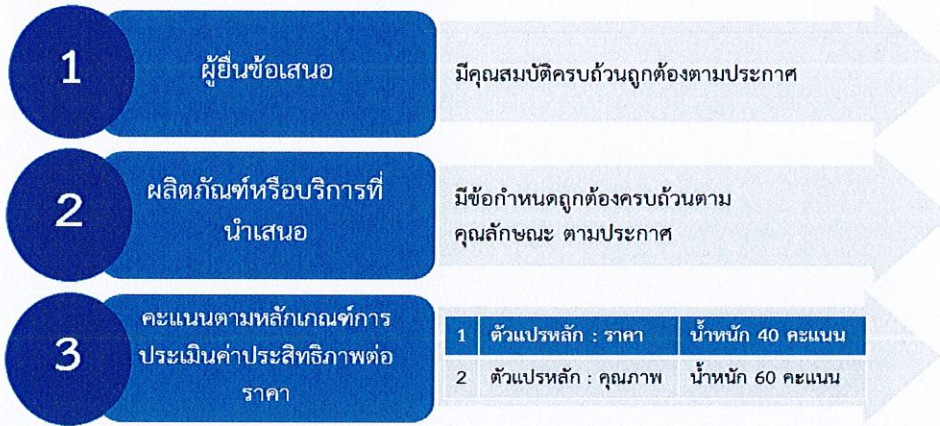 1
ผู้ยื่นข้อเสนอ
มีคุณสมบัติครบถ้วนถูกต้องตามประกาศ
2
ผลิตภัณฑ์หรือบริการที่
นำเสนอ
มีข้อกำหนดถูกต้องครบถ้วนตาม
คุณลักษณะ ตามประกาศ
3
คะแนนตามหลักเกณฑ์การ
ประเมินค่าประสิทธิภาพต่อ
ราคา
1 ตัวแปรหลัก : ราคา น้ำหนัก 40 คะแนน
2 ตัวแปรหลัก : คุณภาพ น้ำหนัก 60 คะแนน